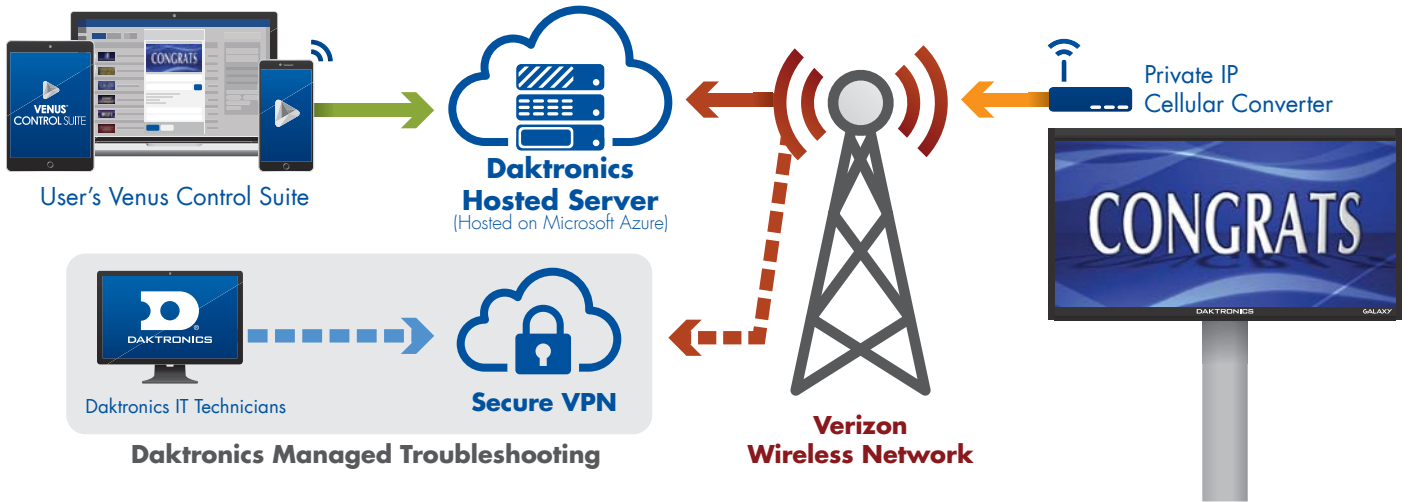 CONGRATS
VENUS®
CONTROL SUITE
User's Venus Control Suite
Daktronics
Hosted Server
(Hosted on Microsoft Azure)
Private IP
Cellular Converter
CONGRATS
DAKTRONICS
GALAXY
®
DAKTRONICS
Daktronics IT Technicians
Secure VPN
Daktronics Managed Troubleshooting
Verizon
Wireless Network